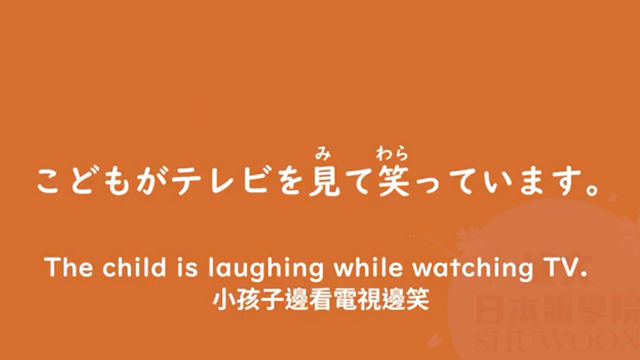 み わら
こどもがテレビを見て笑っています。
The child is laughing while watching TV.
小孩子邊看電視邊笑
日本語學院
SHUWOON